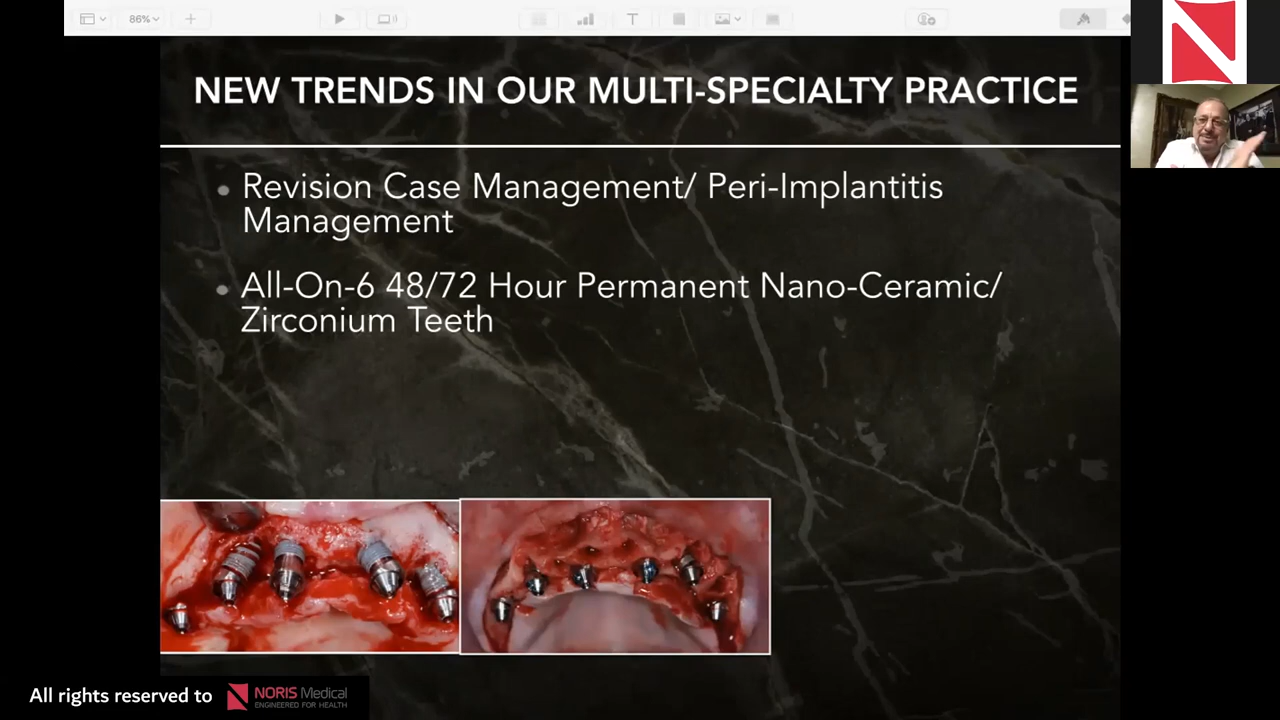 86%
NEW TRENDS IN OUR MULTI-SPECIALTY PRACTICE
Revision Case Management/ Peri-Implantitis
Management
All-On-6 48/72 Hour Permanent Nano-Ceramic/
Zirconium Teeth
All rights reserved to
NORIS Medical
ENGINEERED FOR HEALTH